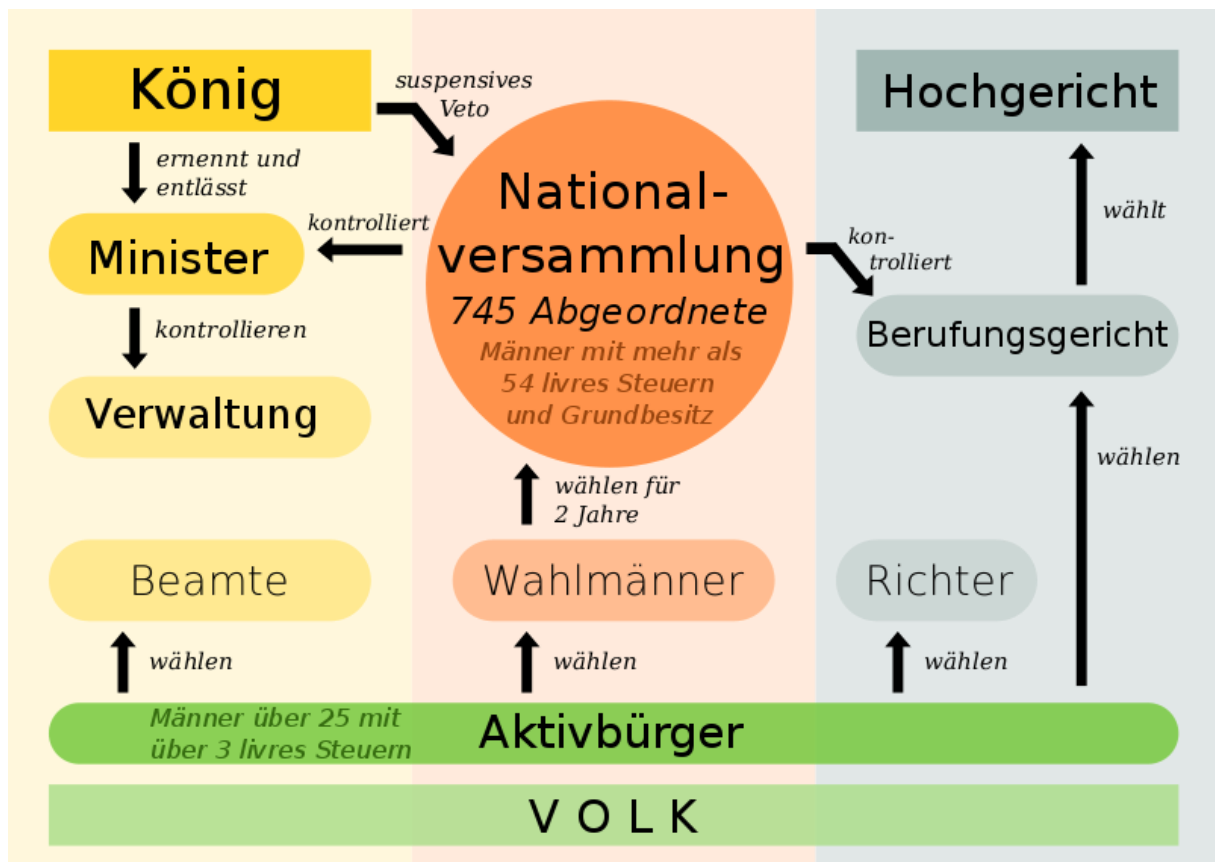 König
ernennt und
entlässt
Minister
kontrollieren
Verwaltung
Beamte
wählen
suspensives
Veto
kontrolliert
National-
versammlung
745 Abgeordnete
Männer mit mehr als
54 livres Steuern
und Grundbesitz
wählen für
2 Jahre
Wahlmänner
wählen
Hochgericht
wählt
kon-
trolliert
Berufungsgericht
wählen
Richter
wählen
Männer über 25 mit
über 3 livres Steuern
Aktivbürger
VOLK